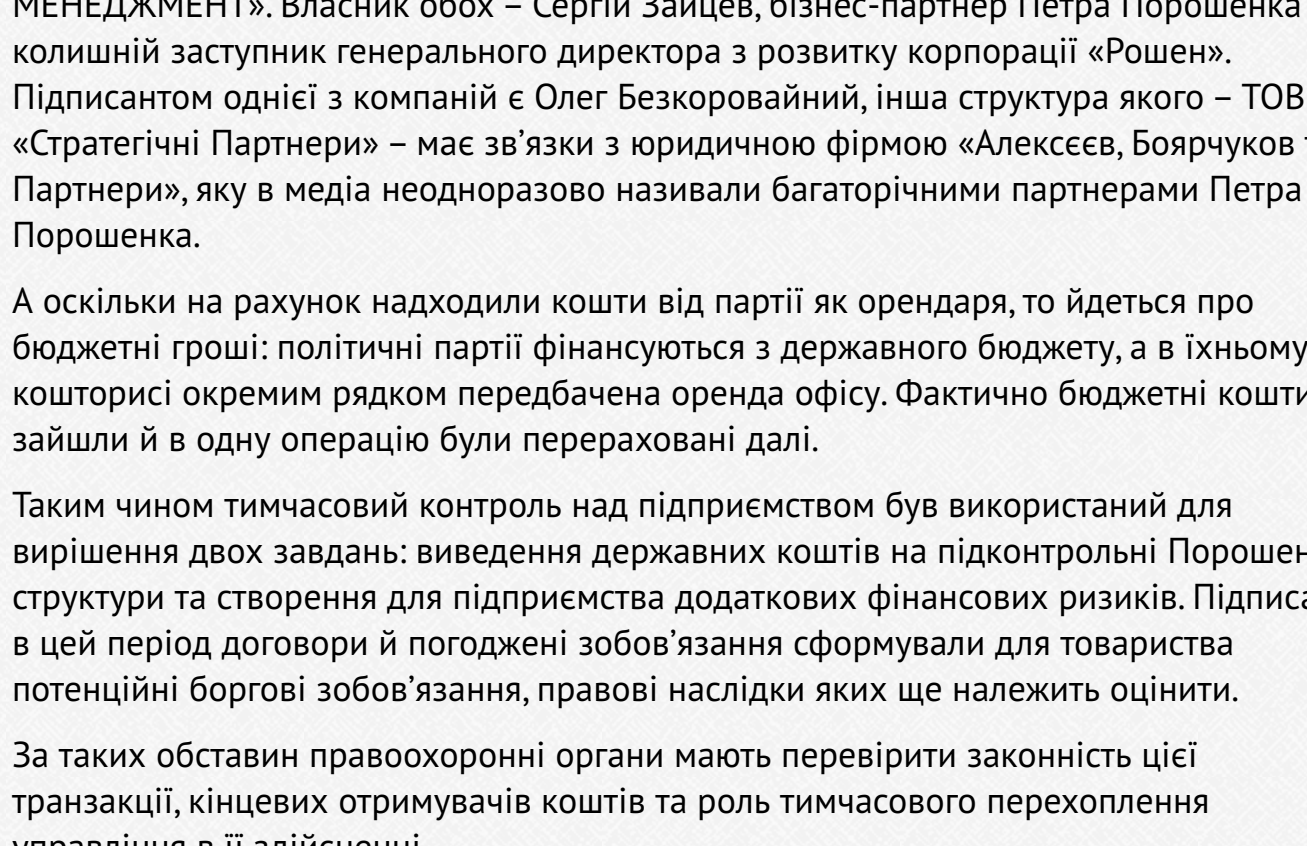 МЕНЕДЖМЕНТ». Власник обох – Сергій Зайцев, бізнес-партнер Петра Порошенка
колишній заступник генерального директора з розвитку корпорації «Рошен».
Підписантом однієї з компаній є Олег Безкоровайний, інша структура якого – ТОВ
«Стратегічні Партнери» – має зв’язки з юридичною фірмою «Алексєєв, Боярчуков
Партнери», яку в медіа неодноразово називали багаторічними партнерами Петра
Порошенка.
А оскільки на рахунок надходили кошти від партії як орендаря, то йдеться про
бюджетні гроші: політичні партії фінансуються з державного бюджету, а в їхньому
кошторисі окремим рядком передбачена оренда офісу. Фактично бюджетні кошти
зайшли й в одну операцію були перераховані далі.
Таким чином тимчасовий контроль над підприємством був використаний для
вирішення двох завдань: виведення державних коштів на підконтрольні Порошен
структури та створення для підприємства додаткових фінансових ризиків. Підписа
в цей період договори й погоджені зобов’язання сформували для товариства
потенційні боргові зобов’язання, правові наслідки яких ще належить оцінити.
За таких обставин правоохоронні органи мають перевірити законність цієї
транзакції, кінцевих отримувачів коштів та роль тимчасового перехоплення
управління в її здійсненні